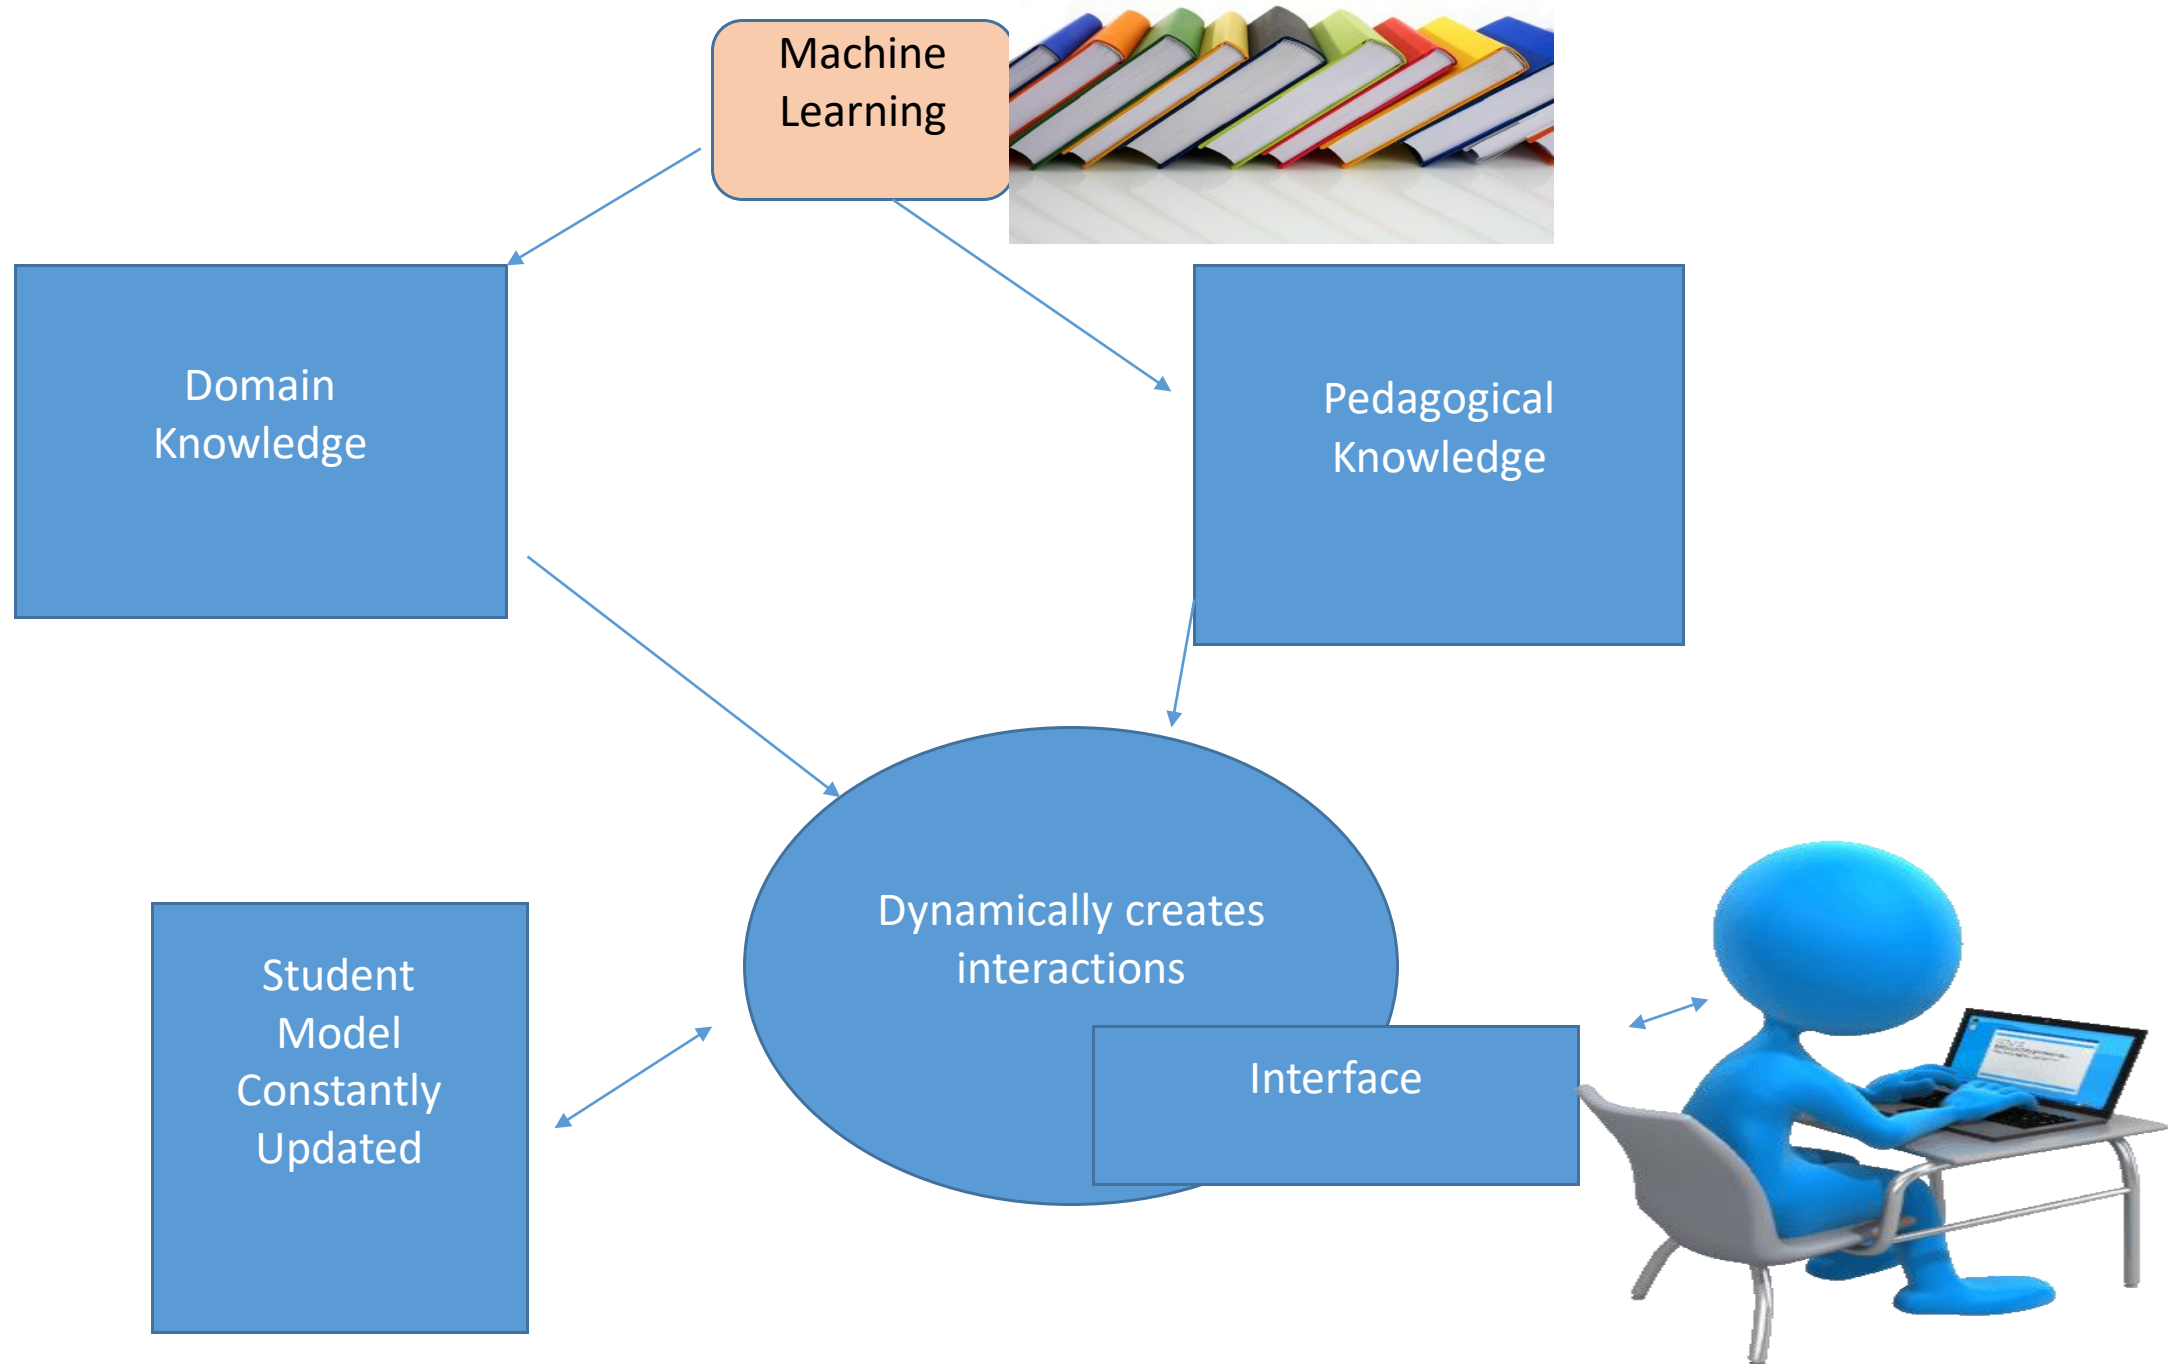 Machine
Learning
Domain
Knowledge
Pedagogical
Knowledge
Dynamically creates
interactions
Student
Model
Constantly
Updated
Interface